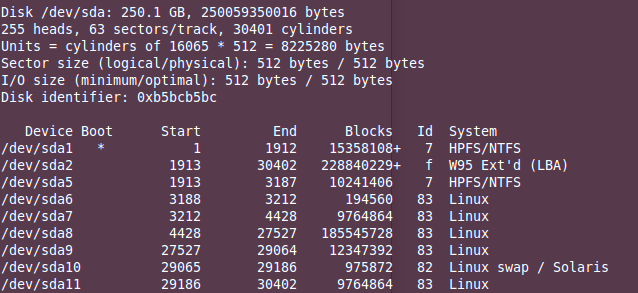 Disk /dev/sda: 250.1 GB, 250059350016 bytes
255 heads, 63 sectors/track, 30401 cylinders
Units = cylinders of 16065 * 512 = 8225280 bytes
Sector size (logical/physical): 512 bytes / 512 bytes
I/O size (minimum/optimal): 512 bytes / 512 bytes
Disk identifier: 0xb5bcb5bc
Device Boot Start End Blocks Id System
/dev/sda1 * 1 1912 15358108+ 7 HPFS/NTFS
/dev/sda2 1913 30402 228840229+ f W95 Ext'd (LBA)
/dev/sda5 1913 3187 10241406 7 HPFS/NTFS
/dev/sda6 3188 3212 194560 83 Linux
/dev/sda7 3212 4428 9764864 83 Linux
/dev/sda8 4428 27527 185545728 83 Linux
/dev/sda9 27527 29064 12347392 83 Linux
/dev/sda10 29065 29186 975872 82 Linux swap / Solaris
/dev/sda11 29186 30402 9764864 83 Linux